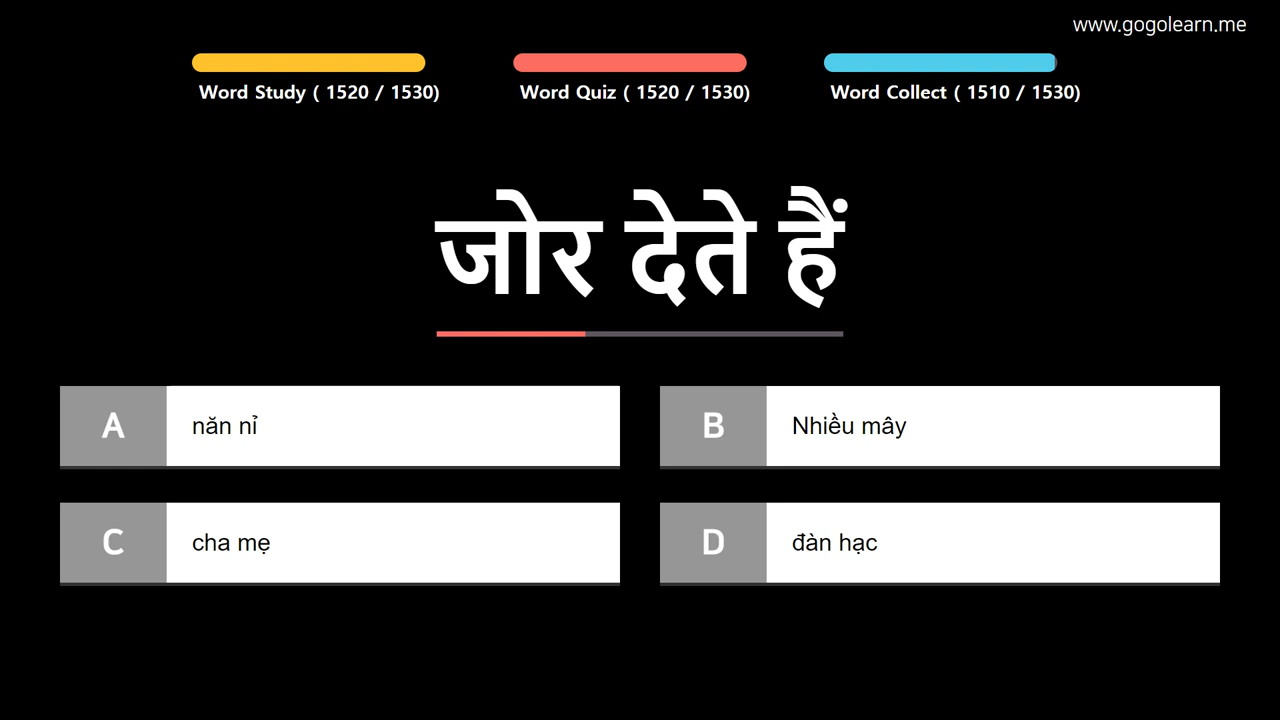 www.gogolearn.me
Word Study ( 1520 / 1530)
Word Quiz ( 1520 / 1530)
Word Collect ( 1510 / 1530)
जोर देते हैं
A năn nỉ
B Nhiều mây
C cha mẹ
D đàn hạc